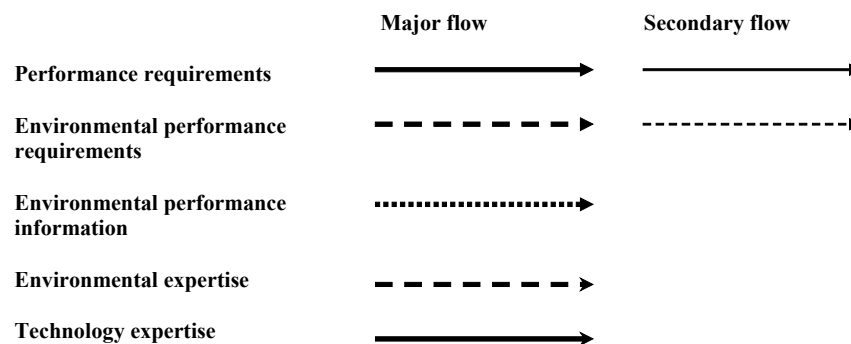 Major flow Secondary flow
Performance requirements
Environmental performance
requirements
Environmental performance
information
Environmental expertise
Technology expertise